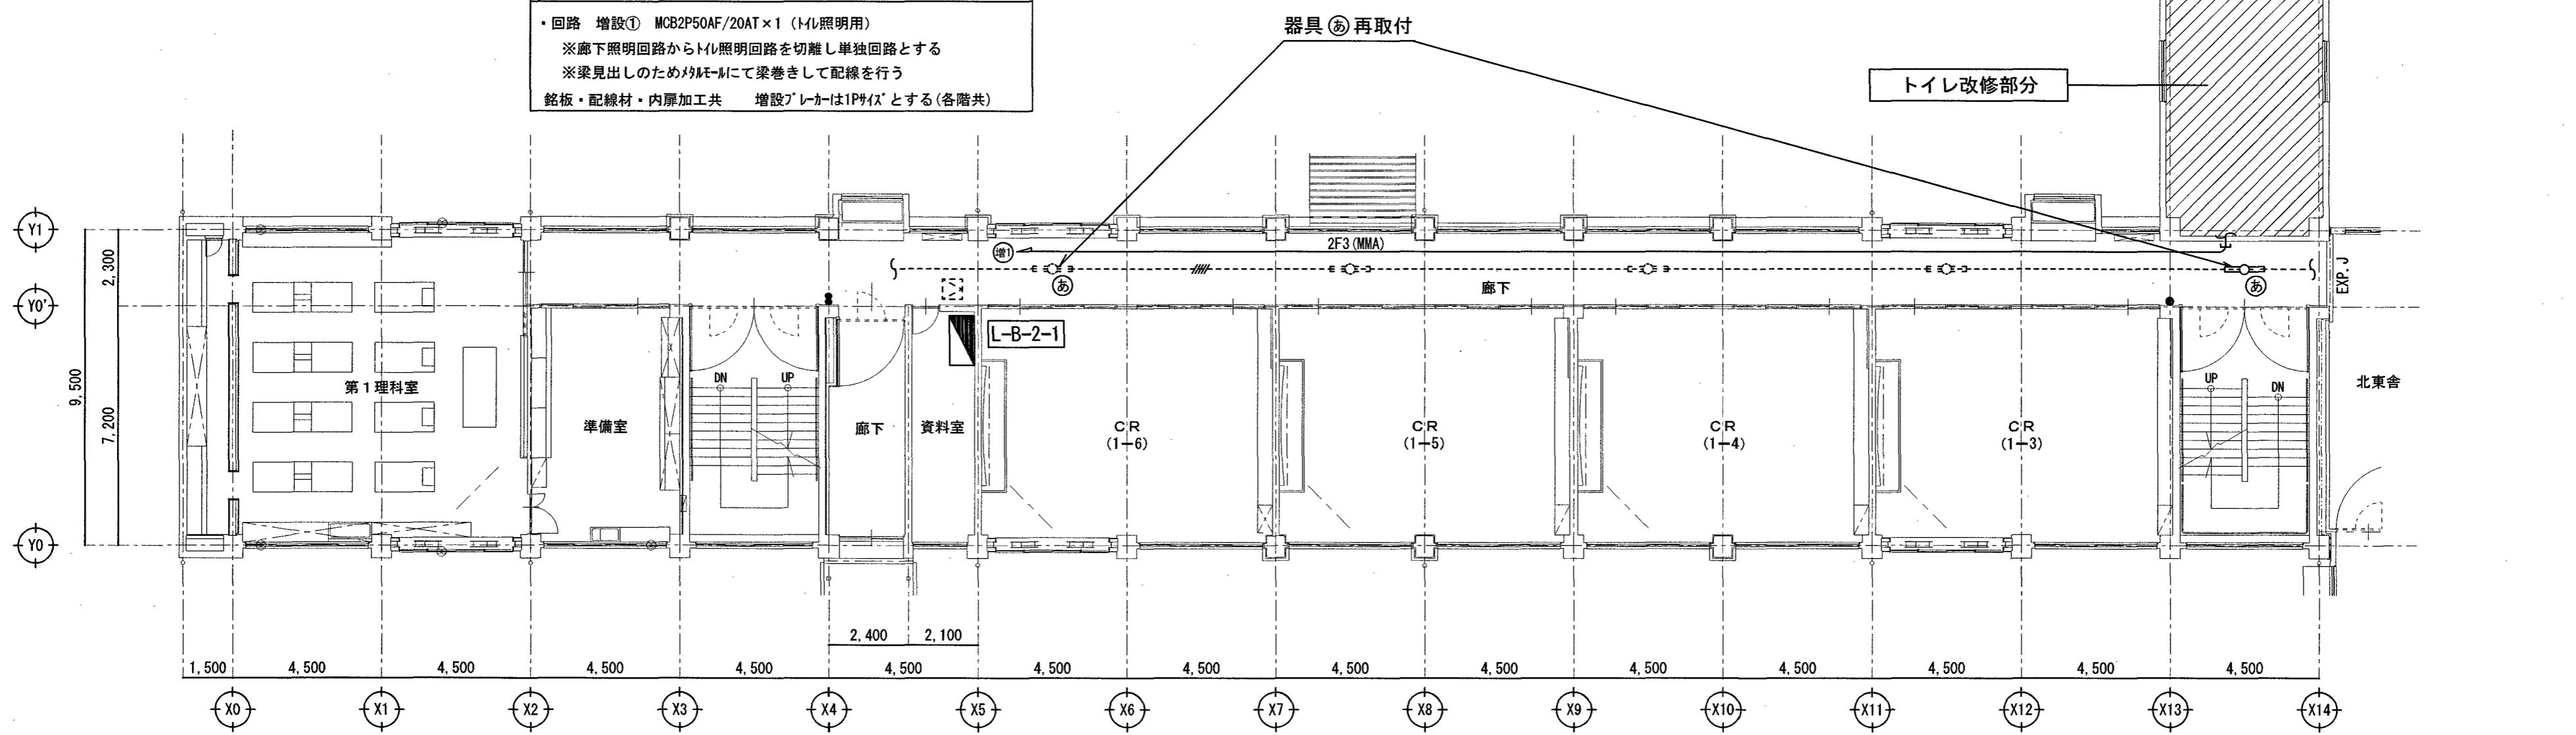 ・回路　増設①　MCB2P50AF/20AT×1（ﾄｲﾚ照明用）
※廊下照明回路からﾄｲﾚ照明回路を切離し単独回路とする
※梁見出しのためﾒﾀﾙﾓｰﾙにて梁巻きして配線を行う
銘板・配線材・内扉加工共　　増設ﾌﾞﾚｰｶｰは1Pｻｲｽﾞとする(各階共)
器具㋐再取付
トイレ改修部分
Y1
Y0'
Y0
2,300
7,200
9,500
増1
2F3(MMA)
あ
あ
廊下
EXP.J
L-B-2-1
第１理科室
準備室
DN
UP
廊下
資料室
ＣＲ
(1-6)
ＣＲ
(1-5)
ＣＲ
(1-4)
ＣＲ
(1-3)
UP
DN
北東舎
2,400
2,100
1,500
4,500
4,500
4,500
4,500
4,500
4,500
4,500
4,500
4,500
4,500
4,500
4,500
4,500
4,500
X0
X1
X2
X3
X4
X5
X6
X7
X8
X9
X10
X11
X12
X13
X14